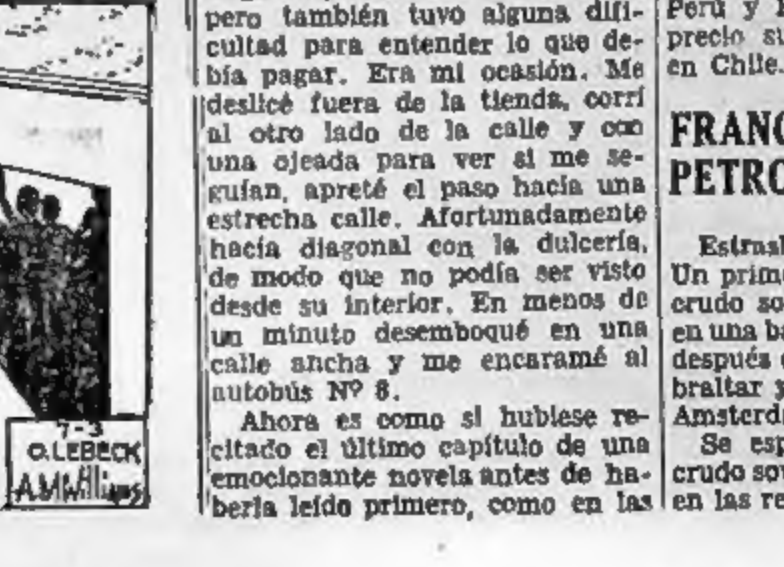 7-3
O.LEBECK
A.M.Williams
pero también tuvo alguna difi-
cultad para entender lo que de-
bía pagar. Era mi ocasión. Me
deslicé fuera de la tienda, corrí
al otro lado de la calle y con
una ojeada para ver si me se-
guían, apreté el paso hacia una
estrecha calle. Afortunadamente
hacía diagonal con la dulcería,
de modo que no podía ser visto
desde su interior. En menos de
un minuto desemboqué en una
calle ancha y me encaramé al
autobús Nº 8.
Ahora es como si hubiese re-
citado el último capítulo de una
emocionante novela antes de ha-
berla leído primero, como en las
Perú y
precio su
en Chile.
FRANC
PETRO
Estrasb
Un prim
crudo so
en una ba
después
braltar
Amsterd
Se esp
crudo sov
en las re